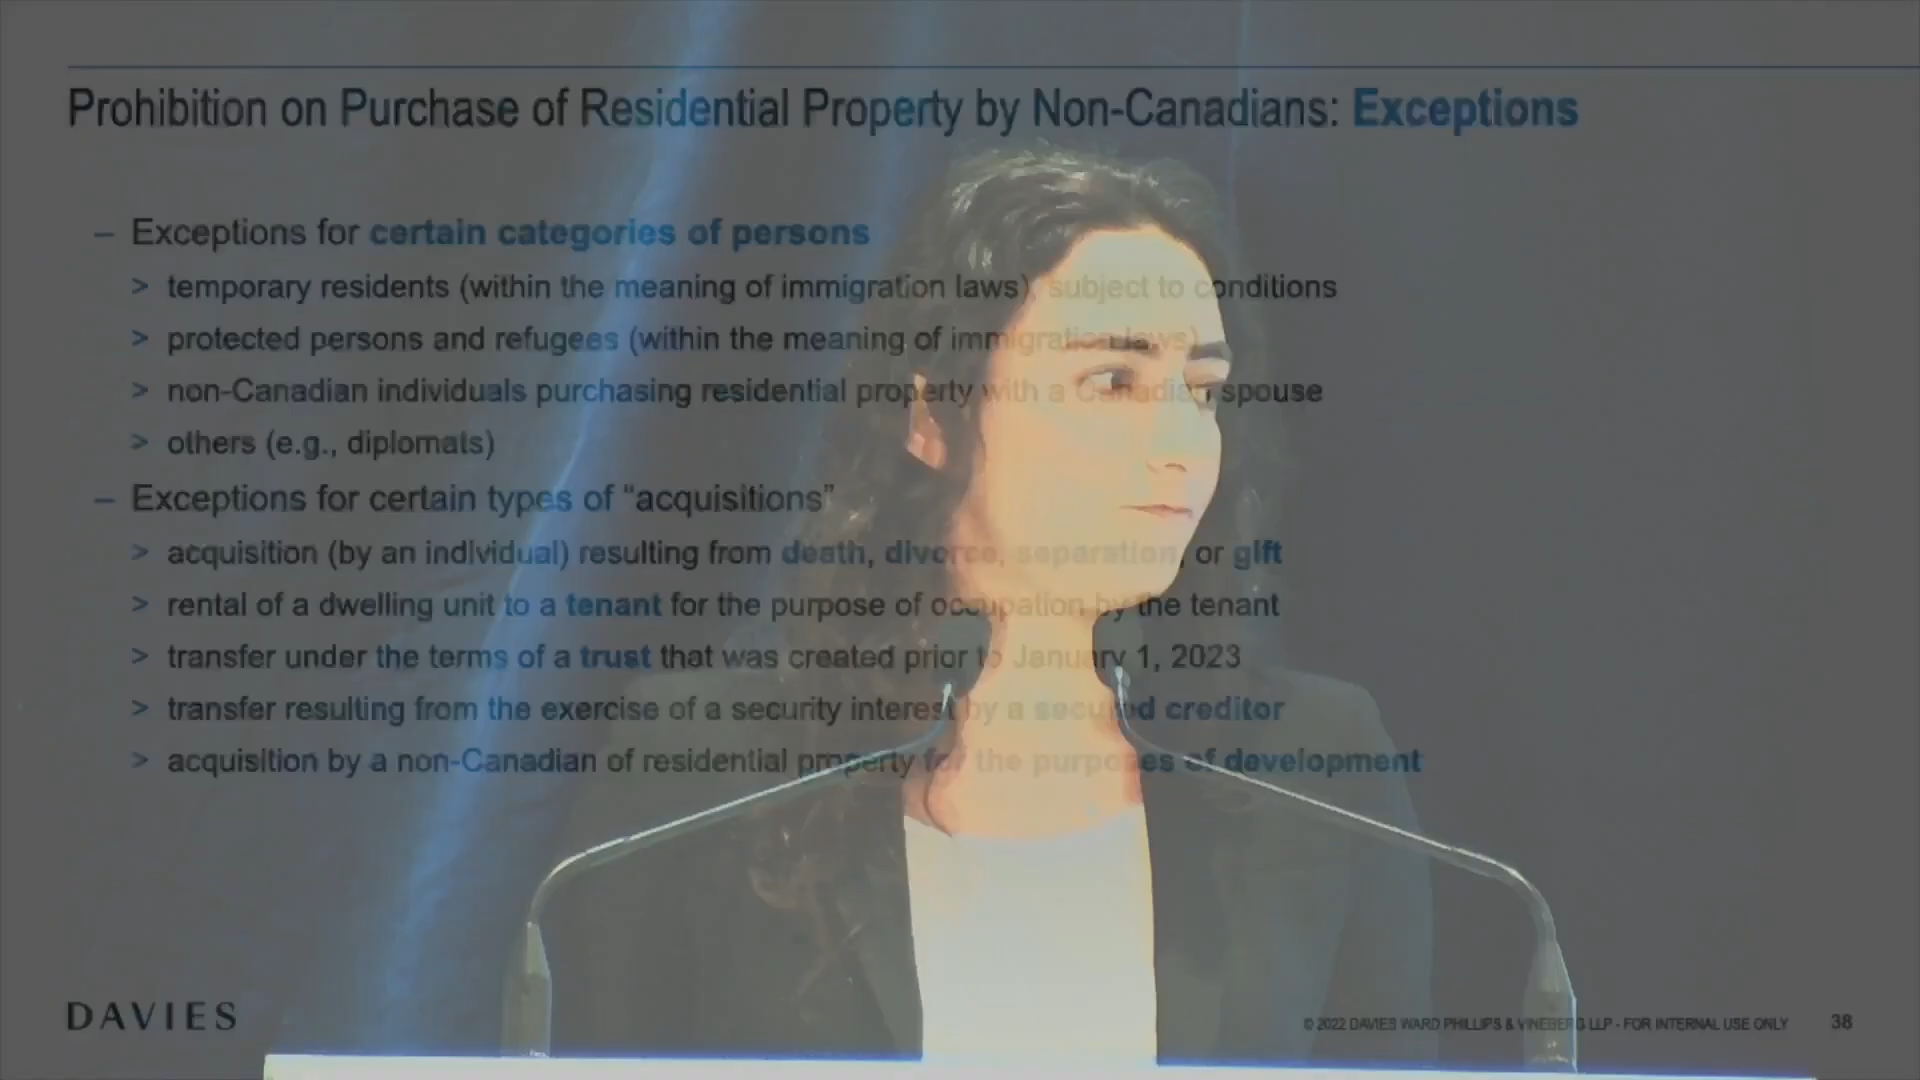 Prohibition on Purchase of Residential Property by Non-Canadians: Exceptions
– Exceptions for certain categories of persons
> temporary residents (within the meaning of immigration laws), subject to conditions
> protected persons and refugees (within the meaning of immigration laws)
> non-Canadian individuals purchasing residential property with a Canadian spouse
> others (e.g., diplomats)
– Exceptions for certain types of “acquisitions”
> acquisition (by an individual) resulting from death, divorce, separation, or gift
> rental of a dwelling unit to a tenant for the purpose of occupation by the tenant
> transfer under the terms of a trust that was created prior to January 1, 2023
> transfer resulting from the exercise of a security interest by a secured creditor
> acquisition by a non-Canadian of residential property for the purposes of development
DAVIES
© 2022 DAVIES WARD PHILLIPS & VINEBERG LLP - FOR INTERNAL USE ONLY 38